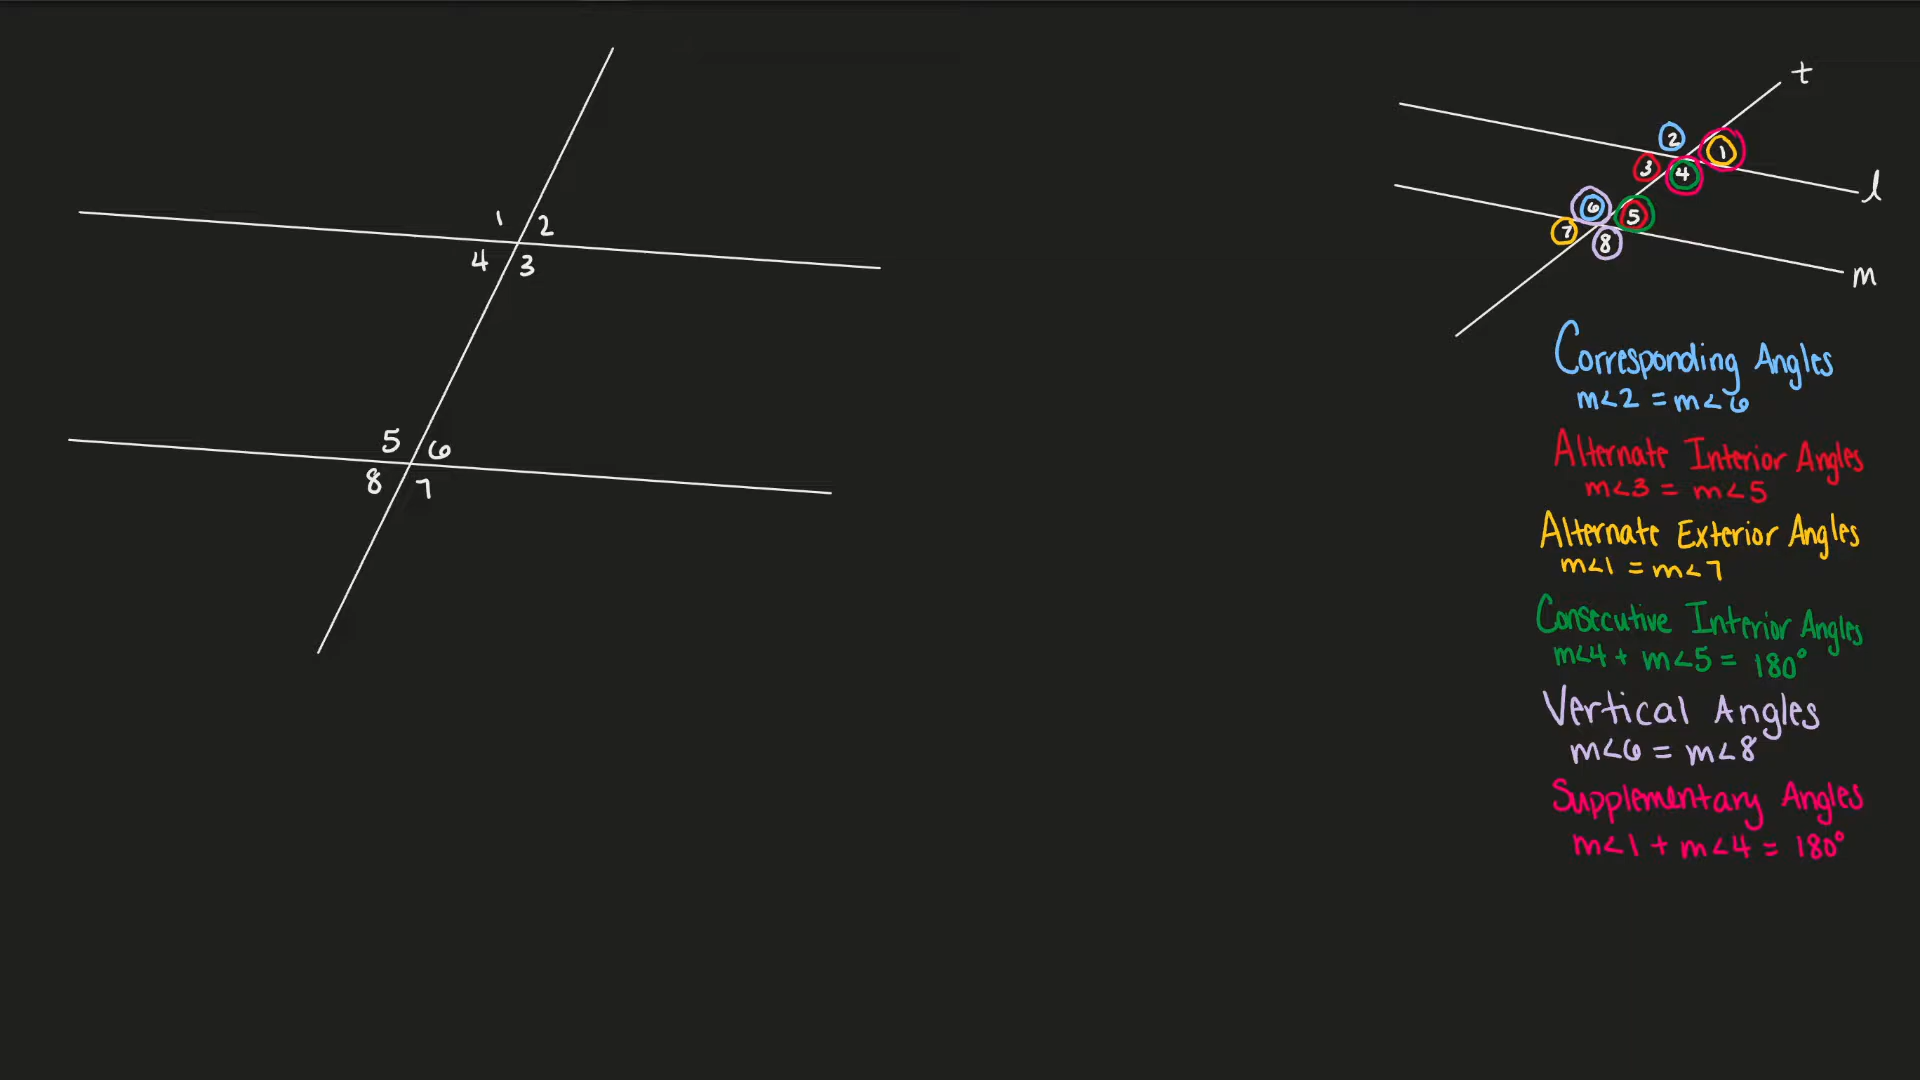 1 2
4 3
5 6
8 7
t
2 1
3 4
l
6 5
7 8
m
Corresponding Angles
m<2 = m<6
Alternate Interior Angles
m<3 = m<5
Alternate Exterior Angles
m<1 = m<7
Consecutive Interior Angles
m<4 + m<5 = 180°
Vertical Angles
m<6 = m<8
Supplementary Angles
m<1 + m<4 = 180°